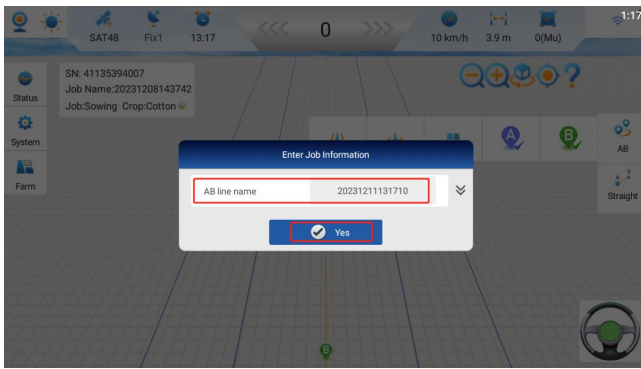 1:17
SAT48 Fix1 13:17 0 10 km/h 3.9 m 0(Mu)
SN: 41135394007
Job Name:20231208143742
Job:Sowing Crop:Cotton
Status
System
Farm
?
A
B
AB
Straight
Enter Job Information
AB line name 20231211131710
Yes
B